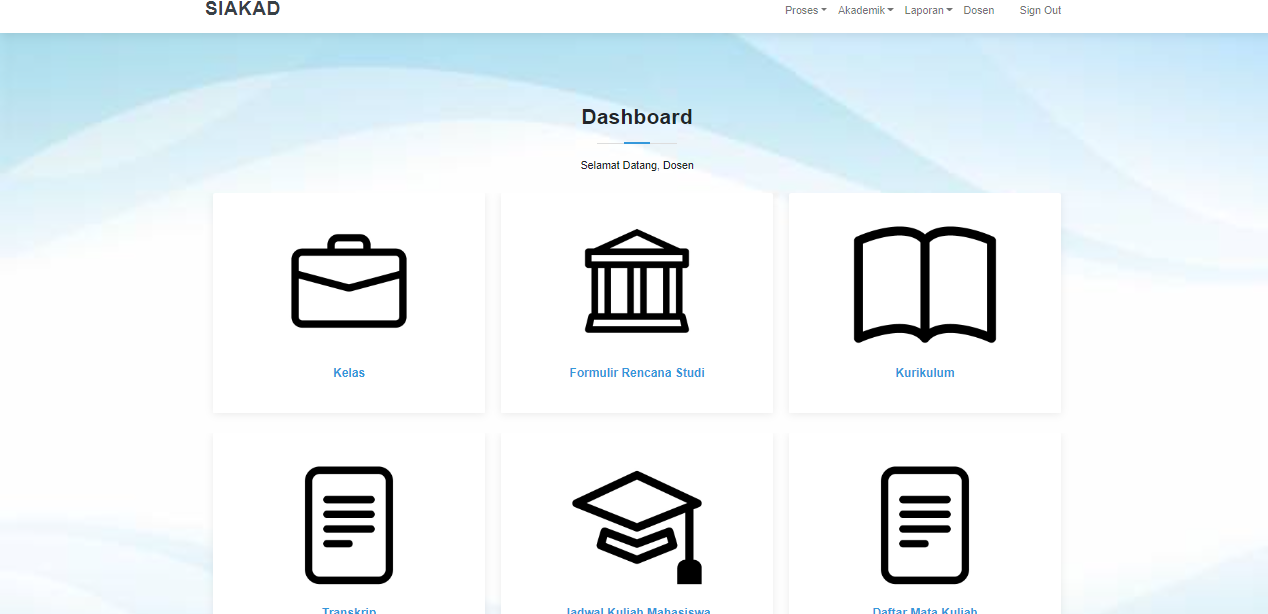 SIAKAD
Proses Akademik Laporan Dosen Sign Out
Dashboard
Selamat Datang, Dosen
Kelas
Formulir Rencana Studi
Kurikulum
Transkrip
Jadwal Kuliah Mahasiswa
Daftar Mata Kuliah